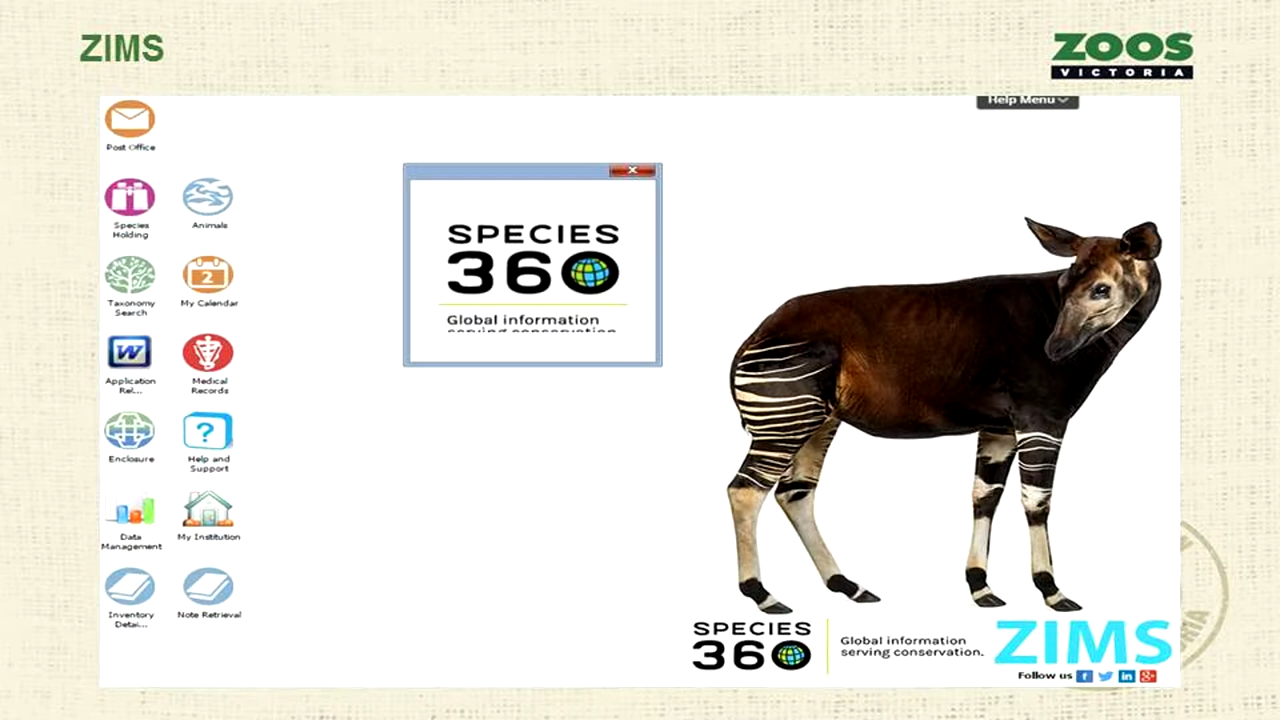 ZIMS
ZOOS
VICTORIA
Help Menu
Post Office
Species
Holding
Animals
Taxonomy
Search
My Calendar
2
Application
Rel...
W
Medical
Records
Enclosure
?
Help and
Support
Data
Management
My Institution
Inventory
Detai...
Note Retrieval
SPECIES
360
Global information
serving conservation
SPECIES
360
Global information
serving conservation.
ZIMS
Follow us